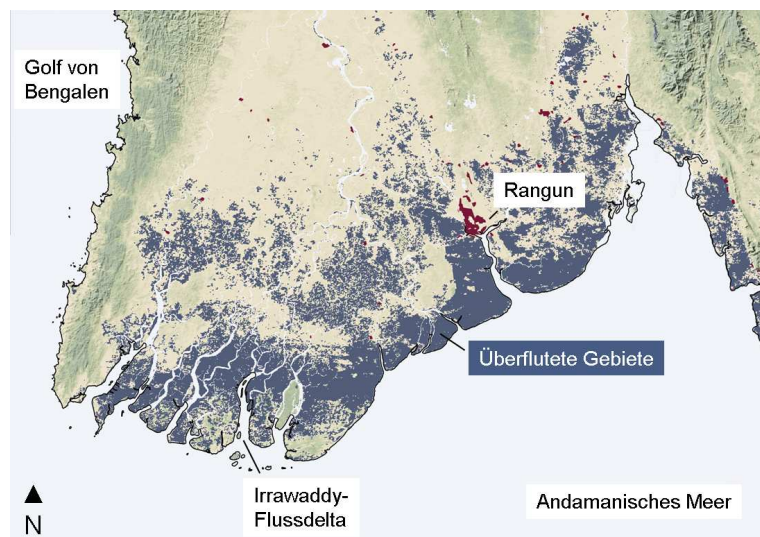 Golf von
Bengalen
Rangun
Überflutete Gebiete
Irrawaddy-
Flussdelta
Andamanisches Meer
N